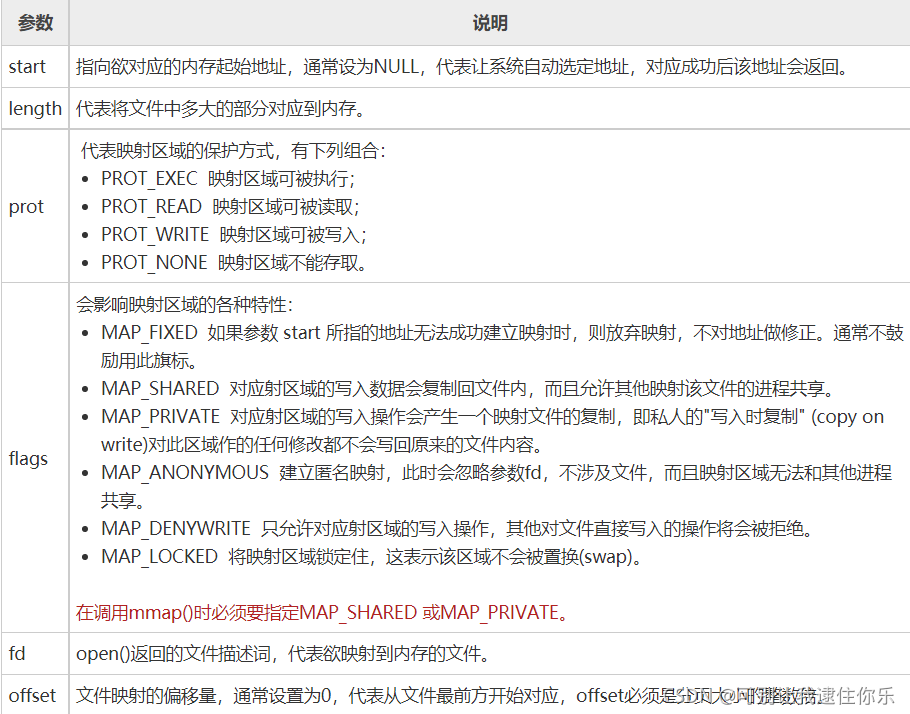 参数 说明
start 指向欲对应的内存起始地址，通常设为NULL，代表让系统自动选定地址，对应成功后该地址会返回。
length 代表将文件中多大的部分对应到内存。
prot
代表映射区域的保护方式，有下列组合：
• PROT_EXEC 映射区域可被执行；
• PROT_READ 映射区域可被读取；
• PROT_WRITE 映射区域可被写入；
• PROT_NONE 映射区域不能存取。
flags
会影响映射区域的各种特性：
• MAP_FIXED 如果参数 start 所指的地址无法成功建立映射时，则放弃映射，不对地址做修正。通常不鼓
励用此旗标。
• MAP_SHARED 对应射区域的写入数据会复制回文件内，而且允许其他映射该文件的进程共享。
• MAP_PRIVATE 对应射区域的写入操作会产生一个映射文件的复制，即私人的"写入时复制" (copy on
write)对此区域作的任何修改都不会写回原来的文件内容。
• MAP_ANONYMOUS 建立匿名映射，此时会忽略参数fd，不涉及文件，而且映射区域无法和其他进程
共享。
• MAP_DENYWRITE 只允许对应射区域的写入操作，其他对文件直接写入的操作将会被拒绝。
• MAP_LOCKED 将映射区域锁定住，这表示该区域不会被置换(swap)。
在调用mmap()时必须要指定MAP_SHARED 或MAP_PRIVATE。
fd open()返回的文件描述词，代表欲映射到内存的文件。
offset 文件映射的偏移量，通常设置为0，代表从文件最前方开始对应，offset必须是分页大小的整数倍。
逮住你乐